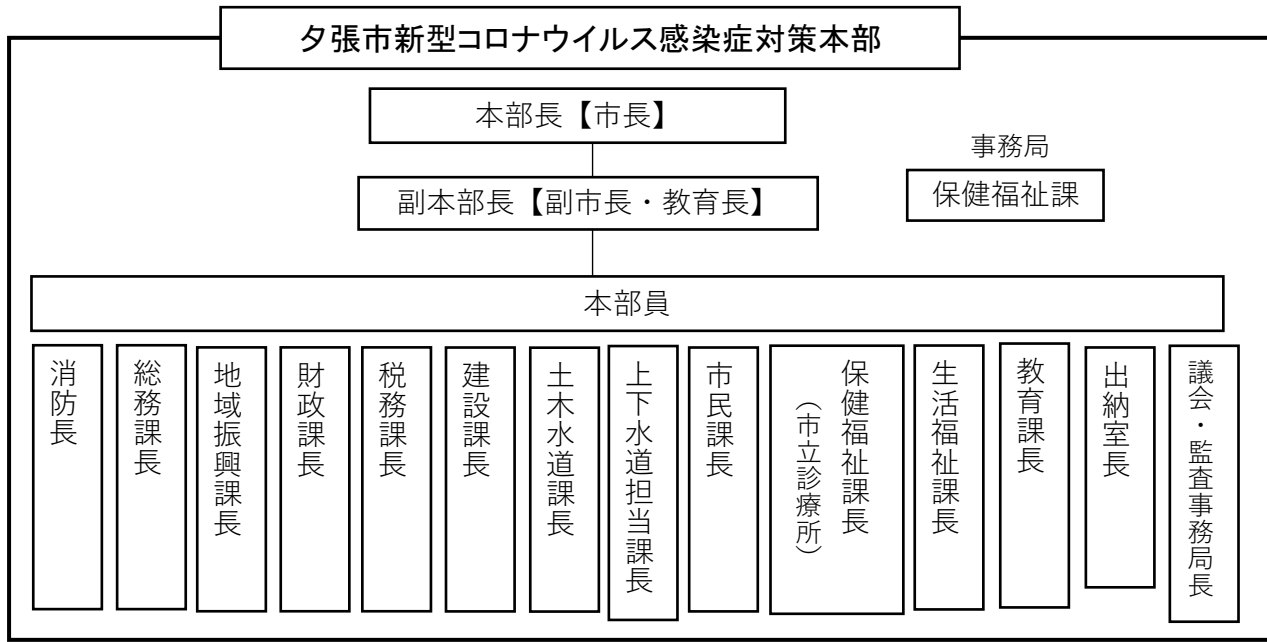 夕張市新型コロナウイルス感染症対策本部
本部長【市長】
事務局
保健福祉課
副本部長【副市長・教育長】
本部員
消防長
総務課長
地域振興課長
財政課長
税務課長
建設課長
土木水道課長
上下水道担当課長
市民課長
保健福祉課長
（市立診療所）
生活福祉課長
教育課長
出納室長
議会・監査事務局長